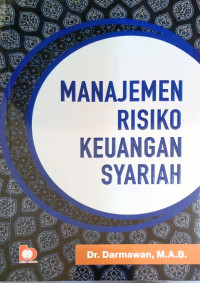 MANAJEMEN
RISIKO
KEUANGAN
SYARIAH
Dr. Darmawan, M.A.B.